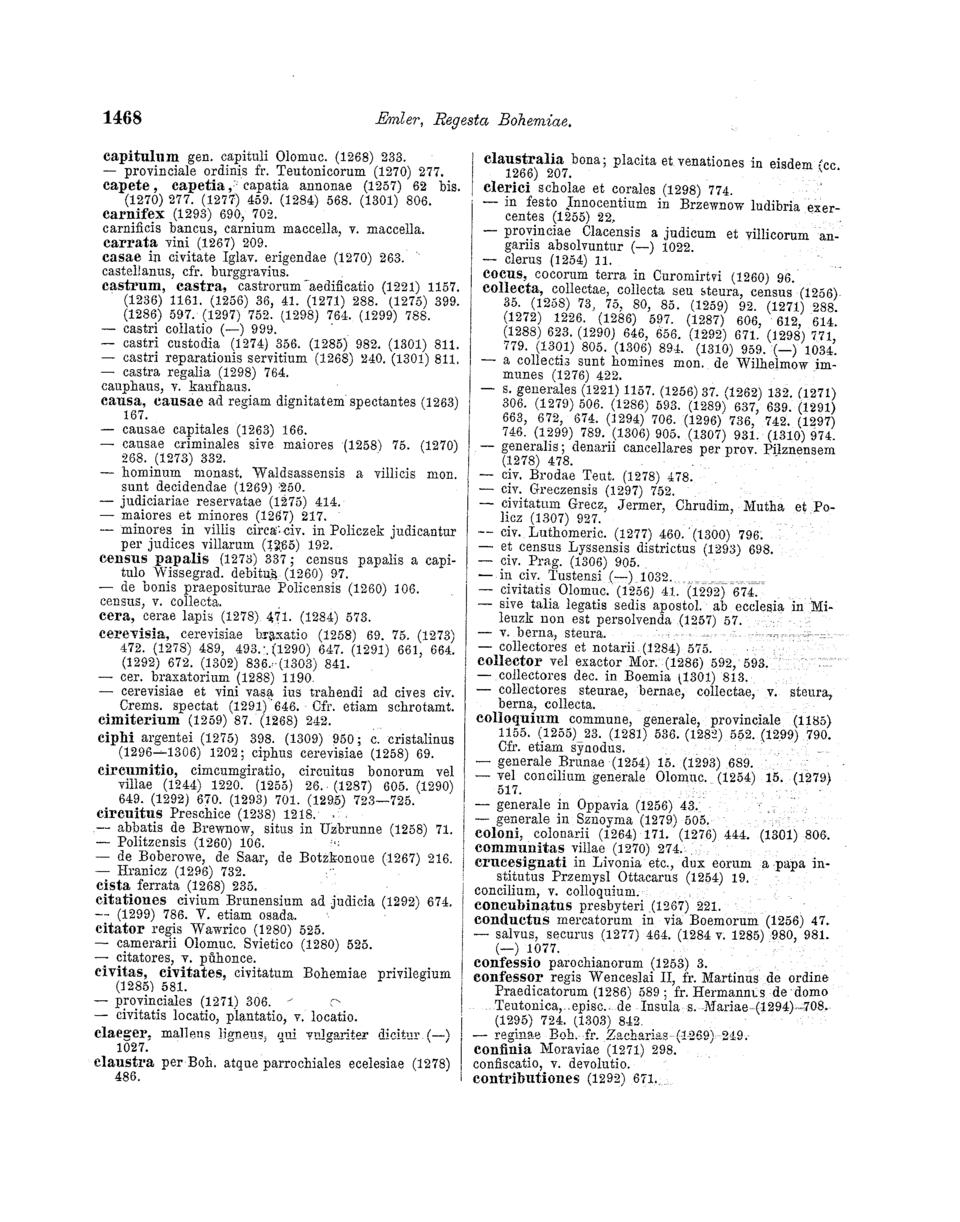 1468
Emler, Regesta Bohemiae.
capitulum gen. capituli Olomuc. (1268) 233.
— provinciale ordinis fr. Teutonicorum (1270) 277.
capete, capetia, capatia annonae (1257) 62 bis.
(1270) 277. (1277) 459. (1284) 568. (1301) 806.
carnifex (1293) 690, 702.
carnificis bancus, carnium maccella, v. maccella.
carrata vini (1267) 209.
casae in civitate Iglav. erigendae (1270) 263.
castellanus, cfr. burggravius.
castrum, castra, castrorum aedificatio (1221) 1157.
(1236) 1161. (1256) 36, 41. (1271) 288. (1275) 399.
(1286) 597. (1297) 752. (1298) 764. (1299) 788.
— castri collatio (—) 999.
— castri custodia (1274) 356. (1285) 982. (1301) 811.
— castri reparationis servitium (1268) 240. (1301) 811.
— castra regalia (1298) 764.
cauphaus, v. kaufhaus.
causa, causae ad regiam dignitatem spectantes (1263)
167.
— causae capitales (1263) 166.
— causae criminales sive maiores (1258) 75. (1270)
268. (1273) 332.
— hominum monast. Waldsassensis a villicis mon.
sunt decidendae (1269) 250.
— judiciariae reservatae (1275) 414.
— maiores et minores (1267) 217.
— minores in villis circa civ. in Policzek judicantur
per judices villarum (1265) 192.
census papalis (1273) 337; census papalis a capi-
tulo Wissegrad. debitus (1260) 97.
— de bonis praepositurae Policensis (1260) 106.
census, v. collecta.
cera, cerae lapis (1278) 471. (1284) 573.
cerevisia, cerevisiae braxatio (1258) 69. 75. (1273)
472. (1278) 489, 493. (1290) 647. (1291) 661, 664.
(1292) 672. (1302) 836. (1303) 841.
— cer. braxatorium (1288) 1190.
— cerevisiae et vini vasa ius trahendi ad cives civ.
Crems. spectat (1291) 646. Cfr. etiam schrotamt.
cimiterium (1259) 87. (1268) 242.
ciphi argentei (1275) 398. (1309) 950; c. cristalinus
(1296—1306) 1202; ciphus cerevisiae (1258) 69.
circumitio, cimcumgiratio, circuitus bonorum vel
villae (1244) 1220. (1255) 26. (1287) 605. (1290)
649. (1292) 670. (1293) 701. (1295) 723—725.
circuitus Preschice (1238) 1218.
— abbatis de Brewnow, situs in Uzbrunne (1258) 71.
— Politzensis (1260) 106.
— de Boberowe, de Saar, de Botzkonoue (1267) 216.
— Hranicz (1296) 732.
cista ferrata (1268) 235.
citationes civium Brunensium ad judicia (1292) 674.
— (1299) 786. V. etiam osada.
citator regis Wawrico (1280) 525.
— camerarii Olomuc. Svietico (1280) 525.
— citatores, v. půhonce.
civitas, civitates, civitatum Bohemiae privilegium
(1285) 581.
— provinciales (1271) 306.
— civitatis locatio, plantatio, v. locatio.
claeger, malleus ligneus, qui vulgariter dicitur (—)
1027.
claustra per Boh. atque parrochiales ecelesiae (1278)
486.
claustralia bona; placita et venationes in eisdem (cc.
1266) 207.
clerici scholae et corales (1298) 774.
— in festo Innocentium in Brzewnow ludibria exer-
centes (1255) 22.
— provinciae Clacensis a judicum et villicorum an-
gariis absolvuntur (—) 1022.
— clerus (1254) 11.
cocus, cocorum terra in Curomirtvi (1260) 96.
collecta, collectae, collecta seu steura, census (1256)
35. (1258) 73, 75, 80, 85. (1259) 92. (1271) 288.
(1272) 1226. (1286) 597. (1287) 606, 612, 614.
(1288) 623. (1290) 646, 656. (1292) 671. (1298) 771,
779. (1301) 805. (1306) 894. (1310) 959. (—) 1034.
— a collectis sunt homines mon. de Wilhelmow im-
munes (1276) 422.
— s. generales (1221) 1157. (1256) 37. (1262) 132. (1271)
306. (1279) 506. (1286) 593. (1289) 637, 639. (1291)
663, 672, 674. (1294) 706. (1296) 736, 742. (1297)
746. (1299) 789. (1306) 905. (1307) 931. (1310) 974.
— generalis; denarii cancellares per prov. Pilznensem
(1278) 478.
— civ. Brodae Teut. (1278) 478.
— civ. Greczensis (1297) 752.
— civitatum Grecz, Jermer, Chrudim, Mutha et Po-
licz (1307) 927.
— civ. Luthomeric. (1277) 460. (1300) 796.
— et census Lyssensis districtus (1293) 698.
— civ. Prag. (1306) 905.
— in civ. Tustensi (—) 1032.
— civitatis Olomuc. (1256) 41. (1292) 674.
— sive talia legatis sedis apostol. ab ecclesia in Mi-
leuzk non est persolvenda (1257) 57.
— v. berna, steura.
— collectores et notarii (1284) 575.
collector vel exactor Mor. (1286) 592, 593.
— collectores dec. in Boemia (1301) 813.
— collectores steurae, bernae, collectae, v. steura,
berna, collecta.
colloquium commune, generale, provinciale (1185)
1155. (1255) 23. (1281) 536. (1282) 552. (1299) 790.
Cfr. etiam synodus.
— generale Brunae (1254) 15. (1293) 689.
— vel concilium generale Olomuc. (1254) 15. (1279)
517.
— generale in Oppavia (1256) 43.
— generale in Sznoyma (1279) 505.
coloni, colonarii (1264) 171. (1276) 444. (1301) 806.
communitas villae (1270) 274.
crucesignati in Livonia etc., dux eorum a papa in-
stitutus Przemysl Ottacarus (1254) 19.
concilium, v. colloquium.
concubinatus presbyteri (1267) 221.
conductus mercatorum in via Boemorum (1256) 47.
— salvus, securus (1277) 464. (1284 v. 1285) 980, 981.
(—) 1077.
confessio parochianorum (1253) 3.
confessor regis Wenceslai II, fr. Martinus de ordine
Praedicatorum (1286) 589; fr. Hermannus de domo
Teutonica, episc. de Insula s. Mariae (1294) 708.
(1295) 724. (1303) 842.
— reginae Boh. fr. Zacharias (1269) 249.
confinia Moraviae (1271) 298.
confiscatio, v. devolutio.
contributiones (1292) 671.